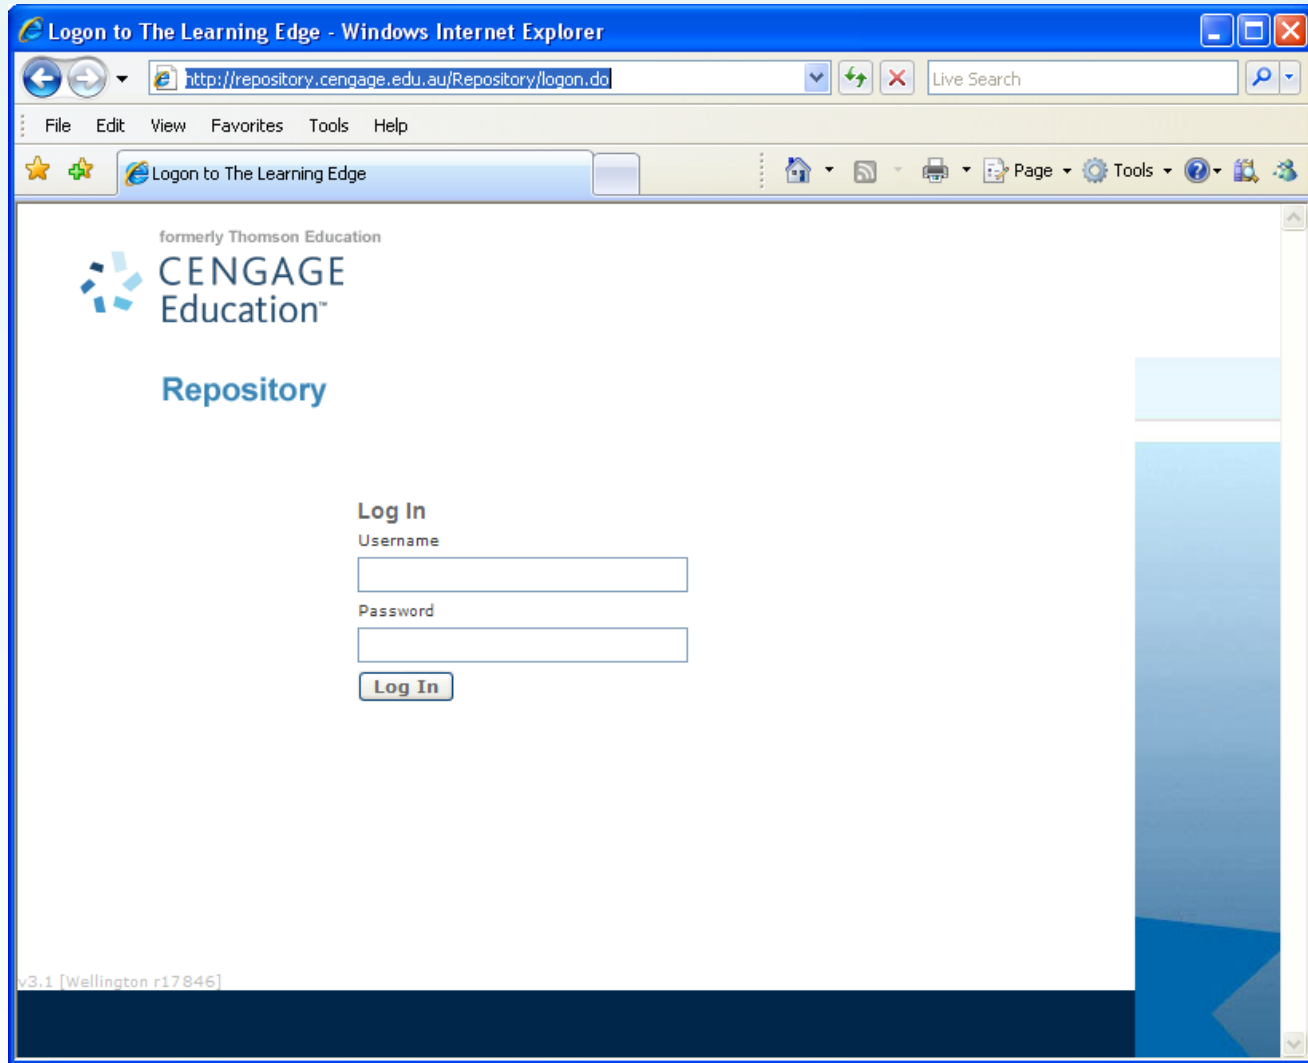 Logon to The Learning Edge - Windows Internet Explorer
http://repository.cengage.edu.au/Repository/logon.do
Live Search
File Edit View Favorites Tools Help
Logon to The Learning Edge
Page Tools
formerly Thomson Education
CENGAGE
Education™
Repository
Log In
Username
Password
Log In
v3.1 [Wellington r17846]